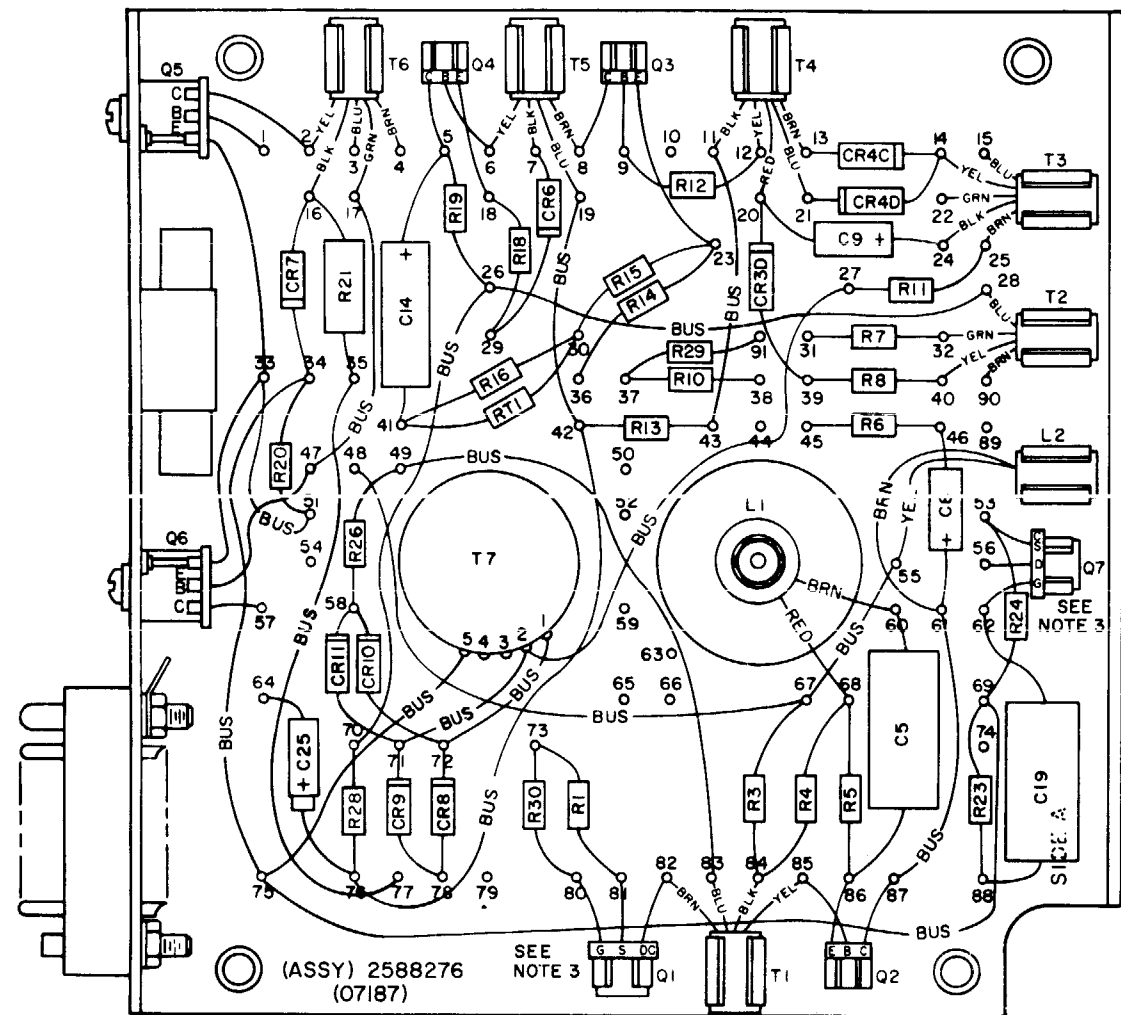 T6 Q4 T5 Q3 T4
Q5
C B E C B E
C
B
E
YEL BLK BLU GRN BRN
YEL BLK BRN BLU
BLK YEL RED BRN BLU
1 2 3 4 5 6 7 8 9 10 11 12 13 14 15
CR4C
T3
BLU
YEL
GRN
BLK
BRN
R12
16 17 R19 18 CR6 19 20 21 CR4D 22
R18
CR7 R21 C14 + BUS 23 C9 + 24 25
R15 CR3D
R14
26 27 R11 28
BUS
BUS
T2
BLU
GRN
YEL
BRN
29 30 R29 91 31 R7 32
BUS
33 34 35 BUS R16 36 37 R10 38 39 R8 40 90
RT1
41 42 R13 43 44 45 R6 46 89
L2
R20 47 48 49 BUS 50
BRN YEL C6 +
51 52 53
BUS
L1
BUS
Q6
E
B
C
54 R26 T7 55 56
S
D
G
Q7
SEE
NOTE 3
BRN
RED
BUS
57 58 59 60 61 62 R24
CR11 CR10 5 4 3 2 1
63
BUS
BUS
64 65 66 67 68 69
BUS
BUS
C25 +
70 71 72 73 74
C5
C19
R28 CR9 CR8 BUS R30 R1 R3 R4 R5 R23
BUS
SIDE A
75 76 77 78 79 80 81 82 83 84 85 86 87 88
BRN BLU BLK YEL
BUS
G S DC
E B C
SEE
NOTE 3
Q1 T1 Q2
(ASSY) 2588276
(07187)